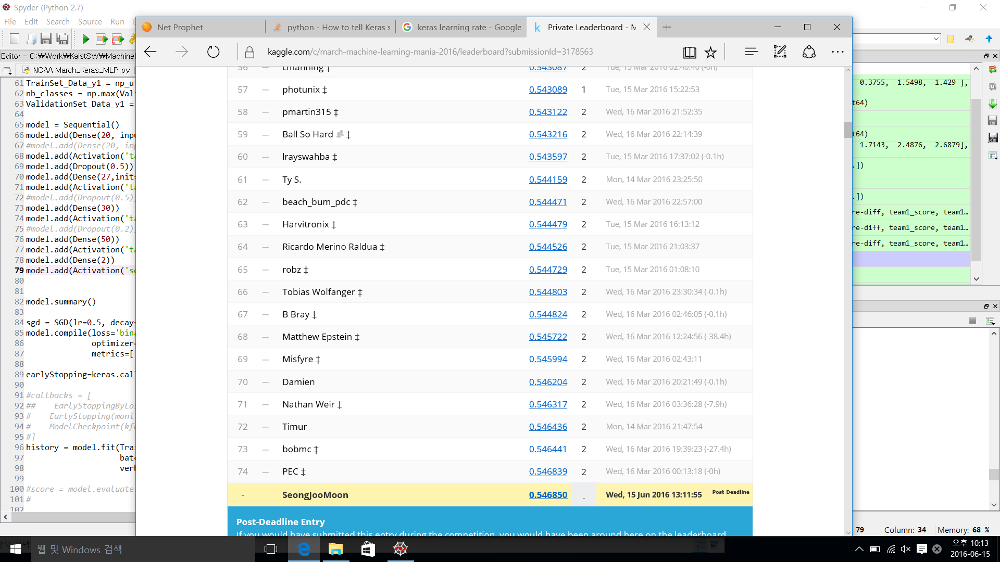 Spyder (Python 2.7)
File Edit Search Source Run
Editor - C:\Work\KaistSW\Machinel
NCAA March_Keras_MLP.py
61 TrainSet_Data_y1 = np_u
62 nb_classes = np.max(Val
63 ValidationSet_Data_y1 =
64
65 model = Sequential()
66 model.add(Dense(20, inpu
67 #model.add(Dense(20, in
68 model.add(Activation('ta
69 model.add(Dropout(0.5))
70 model.add(Dense(27,init=
71 model.add(Activation('ta
72 #model.add(Dropout(0.5)
73 model.add(Dense(30))
74 model.add(Activation('ta
75 #model.add(Dropout(0.2)
76 model.add(Dense(50))
77 model.add(Activation('ta
78 model.add(Dense(2))
79 model.add(Activation('so
80
81
82 model.summary()
83
84 sgd = SGD(lr=0.5, decay=
85 model.compile(loss='bina
86 optimizer=
87 metrics=[
88
89 earlyStopping=keras.call
90
91 #callbacks = [
92 ## EarlyStoppingByLos
93 # EarlyStopping(moni
94 # ModelCheckpoint(kfo
95 #]
96 history = model.fit(Trai
97 batc
98 verb
99
100 #score = model.evaluate(
101 #
102
Net Prophet
python - How to tell Keras s
keras learning rate - Google
Private Leaderboard - M
kaggle.com/c/march-machine-learning-mania-2016/leaderboard?submissionId=3178563
56 — cmanning ‡ 0.543087 2 Tue, 15 Mar 2016 02:40:40 (-0h)
57 — photunix ‡ 0.543089 1 Tue, 15 Mar 2016 15:22:53
58 — pmartin315 ‡ 0.543122 2 Wed, 16 Mar 2016 21:52:35
59 — Ball So Hard ‡ 0.543216 2 Wed, 16 Mar 2016 22:14:39
60 — lrayswahba ‡ 0.543597 2 Tue, 15 Mar 2016 17:37:02 (-0.1h)
61 — Ty S. 0.544159 2 Mon, 14 Mar 2016 23:25:50
62 — beach_bum_pdc ‡ 0.544471 2 Wed, 16 Mar 2016 22:57:00
63 — Harvitronix ‡ 0.544479 2 Tue, 15 Mar 2016 16:13:12
64 — Ricardo Merino Raldua ‡ 0.544526 2 Tue, 15 Mar 2016 21:03:37
65 — robz ‡ 0.544729 2 Tue, 15 Mar 2016 01:08:10
66 — Tobias Wolfanger ‡ 0.544803 2 Wed, 16 Mar 2016 23:30:34 (-0.1h)
67 — B Bray ‡ 0.544824 2 Wed, 16 Mar 2016 02:46:05 (-0.1h)
68 — Matthew Epstein ‡ 0.545722 2 Wed, 16 Mar 2016 12:24:56 (-38.4h)
69 — Misfyre ‡ 0.545994 2 Wed, 16 Mar 2016 02:43:11
70 — Damien 0.546204 2 Wed, 16 Mar 2016 20:21:49 (-0.1h)
71 — Nathan Weir ‡ 0.546317 2 Wed, 16 Mar 2016 03:36:28 (-7.9h)
72 — Timur 0.546436 2 Mon, 14 Mar 2016 21:47:54
73 — bobmc ‡ 0.546441 2 Wed, 16 Mar 2016 19:39:23 (-27.4h)
74 — PEC ‡ 0.546839 2 Wed, 16 Mar 2016 00:13:18 (-0h)
- SeongJooMoon 0.546850 - Wed, 15 Jun 2016 13:11:55 Post-Deadline
Post-Deadline Entry
If you would have submitted this entry during the competition, you would have been around here on the leaderboard.
0.3755, -1.5498, -1.429 ],
t64)
t64)
1.7143, 2.4876, 2.6879],
.])
.])
re-diff, team1_score, team1...
re-diff, team1_score, team1...
re-diff, team1_score, team1...
79 Column: 34 Memory: 68 %
웹 및 Windows 검색
오후 10:13
2016-06-15